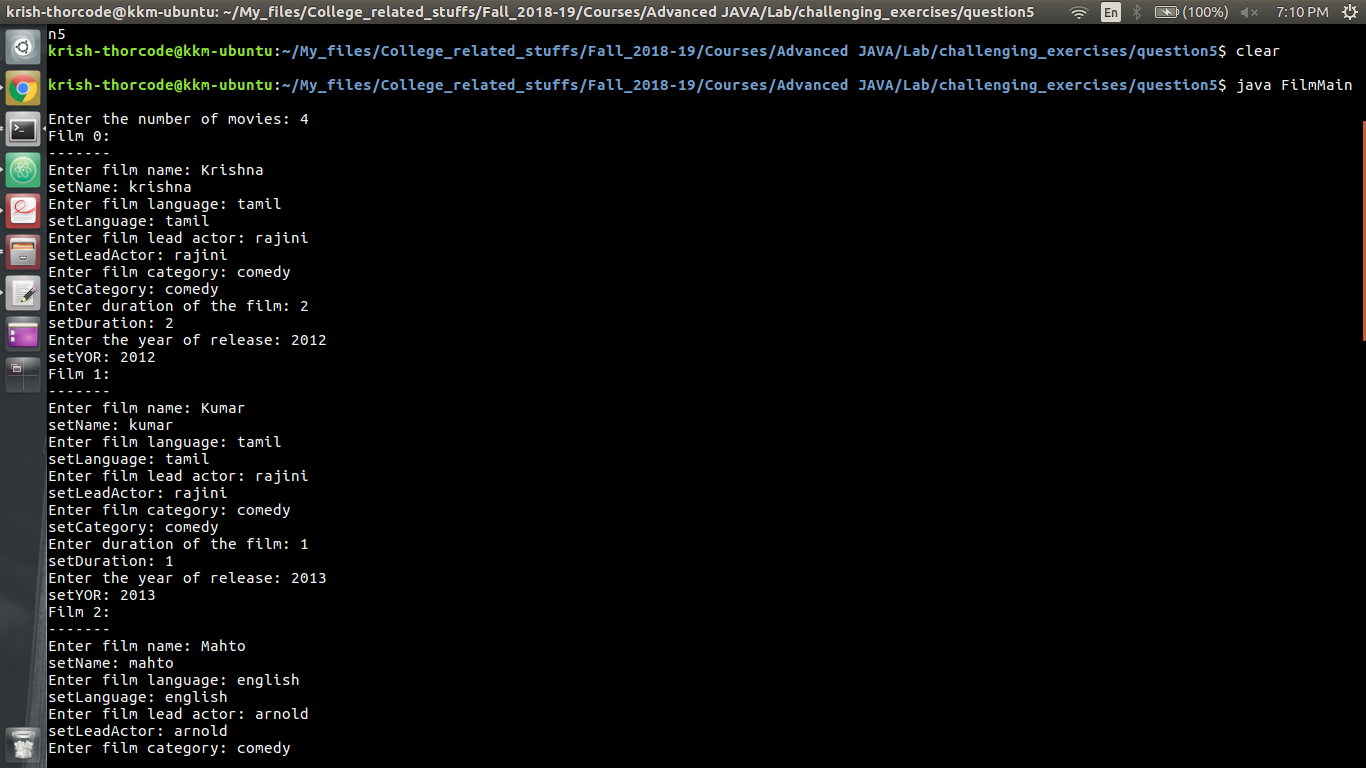 krish-thorcode@kkm-ubuntu: ~/My_files/College_related_stuffs/Fall_2018-19/Courses/Advanced JAVA/Lab/challenging_exercises/question5 En (100%) 7:10 PM
n5
krish-thorcode@kkm-ubuntu:~/My_files/College_related_stuffs/Fall_2018-19/Courses/Advanced JAVA/Lab/challenging_exercises/question5$ clear
krish-thorcode@kkm-ubuntu:~/My_files/College_related_stuffs/Fall_2018-19/Courses/Advanced JAVA/Lab/challenging_exercises/question5$ java FilmMain
Enter the number of movies: 4
Film 0:
-------
Enter film name: Krishna
setName: krishna
Enter film language: tamil
setLanguage: tamil
Enter film lead actor: rajini
setLeadActor: rajini
Enter film category: comedy
setCategory: comedy
Enter duration of the film: 2
setDuration: 2
Enter the year of release: 2012
setYOR: 2012
Film 1:
-------
Enter film name: Kumar
setName: kumar
Enter film language: tamil
setLanguage: tamil
Enter film lead actor: rajini
setLeadActor: rajini
Enter film category: comedy
setCategory: comedy
Enter duration of the film: 1
setDuration: 1
Enter the year of release: 2013
setYOR: 2013
Film 2:
-------
Enter film name: Mahto
setName: mahto
Enter film language: english
setLanguage: english
Enter film lead actor: arnold
setLeadActor: arnold
Enter film category: comedy